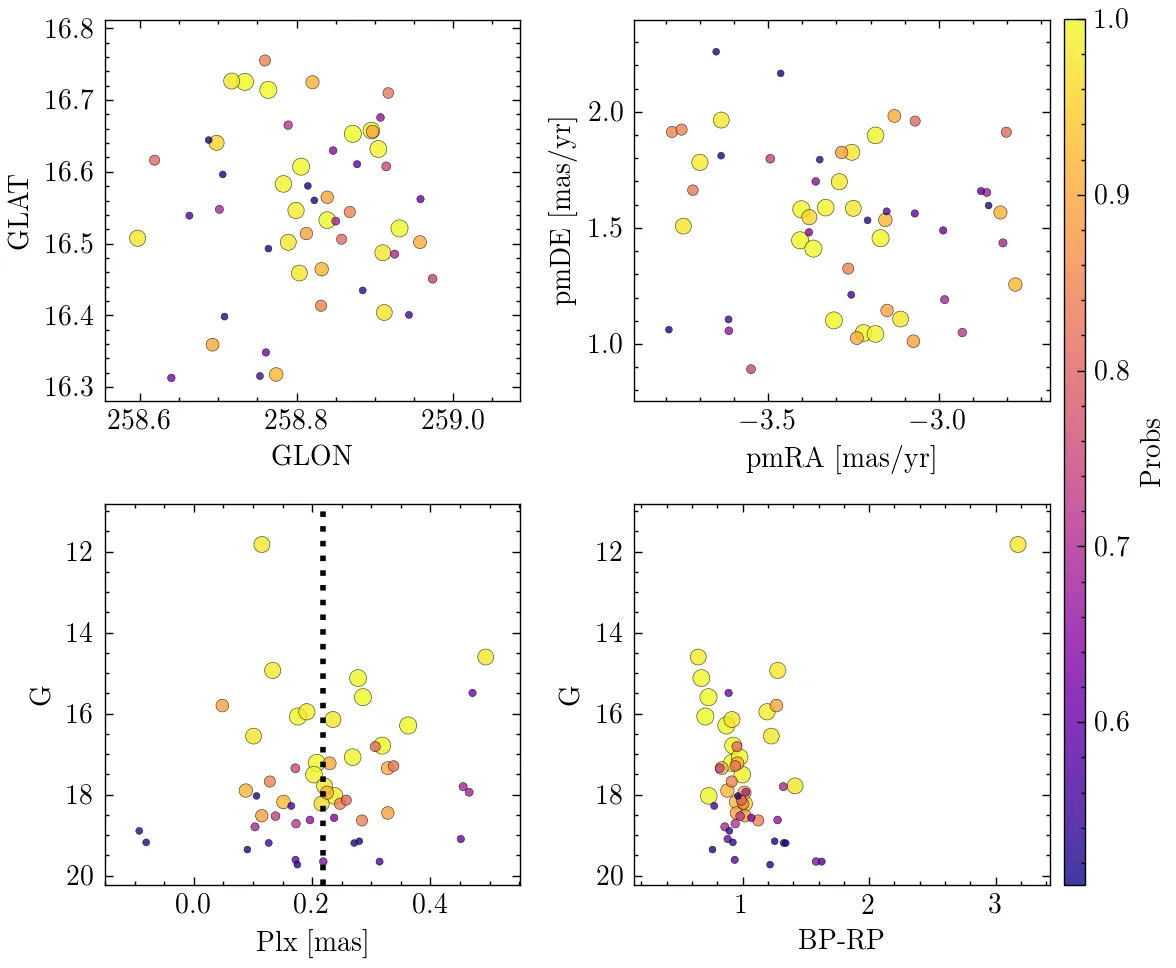 16.8
16.7
16.6
16.5
16.4
16.3
GLAT
258.6 258.8 259.0
GLON
2.0
1.5
1.0
pmDE [mas/yr]
−3.5 −3.0
pmRA [mas/yr]
1.0
0.9
0.8
0.7
0.6
Probs
12
14
16
18
20
G
0.0 0.2 0.4
Plx [mas]
12
14
16
18
20
G
1 2 3
BP-RP